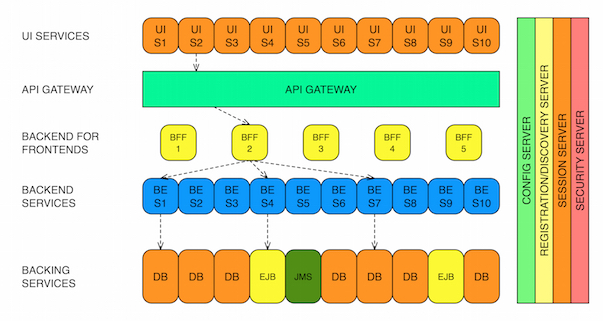 UI SERVICES
UI S1
UI S2
UI S3
UI S4
UI S5
UI S6
UI S7
UI S8
UI S9
UI S10
API GATEWAY
API GATEWAY
BACKEND FOR
FRONTENDS
BFF
1
BFF
2
BFF
3
BFF
4
BFF
5
BACKEND
SERVICES
BE S1
BE S2
BE S3
BE S4
BE S5
BE S6
BE S7
BE S8
BE S9
BE S10
BACKING
SERVICES
DB
DB
DB
EJB
JMS
DB
DB
DB
EJB
DB
CONFIG SERVER
REGISTRATION/DISCOVERY SERVER
SESSION SERVER
SECURITY SERVER